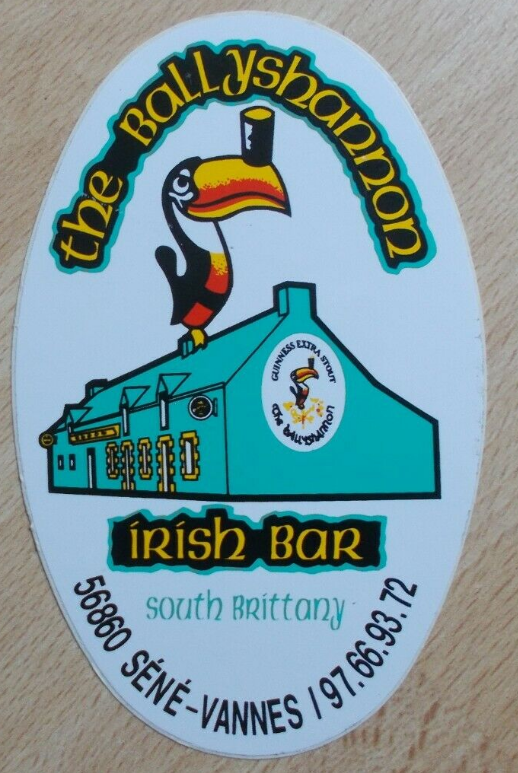 the Ballyshannon
GUINNESS EXTRA STOUT
the Ballyshannon
irish Bar
South Brittany
56860 SÉNÉ-VANNES / 97.66.93.72